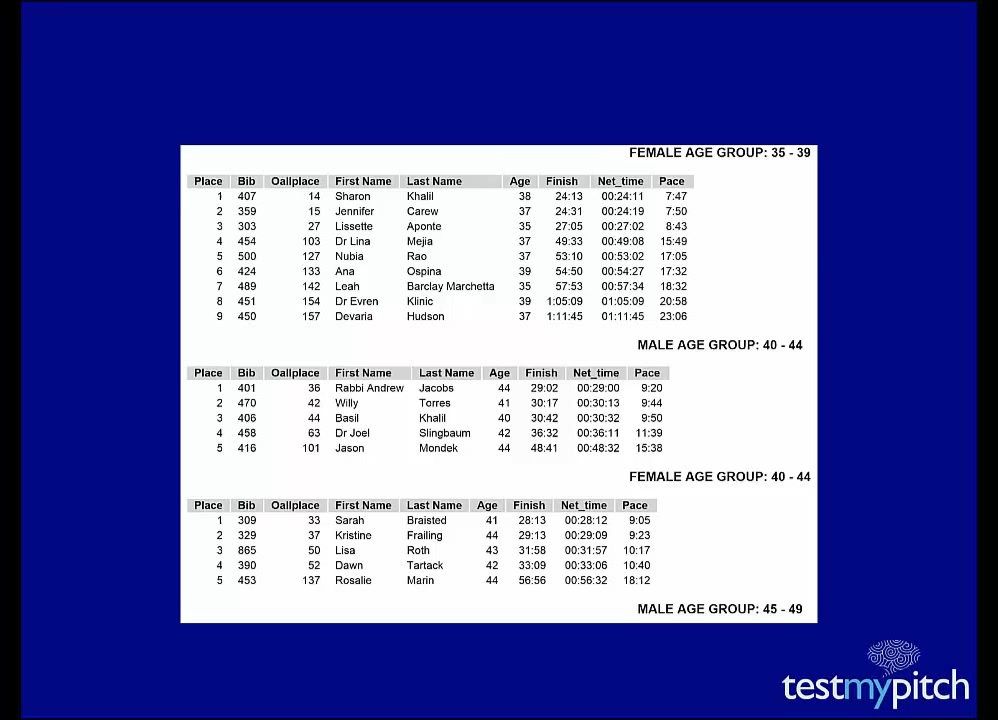 FEMALE AGE GROUP: 35 - 39
Place Bib Oallplace First Name Last Name Age Finish Net_time Pace
1 407 14 Sharon Khalil 38 24:13 00:24:11 7:47
2 359 15 Jennifer Carew 37 24:31 00:24:19 7:50
3 303 27 Lissette Aponte 35 27:05 00:27:02 8:43
4 454 103 Dr Lina Mejia 37 49:33 00:49:08 15:49
5 500 127 Nubia Rao 37 53:10 00:53:02 17:05
6 424 133 Ana Ospina 39 54:50 00:54:27 17:32
7 489 142 Leah Barclay Marchetta 35 57:53 00:57:34 18:32
8 451 154 Dr Evren Klinic 39 1:05:09 01:05:09 20:58
9 450 157 Devaria Hudson 37 1:11:45 01:11:45 23:06
MALE AGE GROUP: 40 - 44
Place Bib Oallplace First Name Last Name Age Finish Net_time Pace
1 401 36 Rabbi Andrew Jacobs 44 29:02 00:29:00 9:20
2 470 42 Willy Torres 41 30:17 00:30:13 9:44
3 406 44 Basil Khalil 40 30:42 00:30:32 9:50
4 458 63 Dr Joel Slingbaum 42 36:32 00:36:11 11:39
5 416 101 Jason Mondek 44 48:41 00:48:32 15:38
FEMALE AGE GROUP: 40 - 44
Place Bib Oallplace First Name Last Name Age Finish Net_time Pace
1 309 33 Sarah Braisted 41 28:13 00:28:12 9:05
2 329 37 Kristine Frailing 44 29:13 00:29:09 9:23
3 865 50 Lisa Roth 43 31:58 00:31:57 10:17
4 390 52 Dawn Tartack 42 33:09 00:33:06 10:40
5 453 137 Rosalie Marin 44 56:56 00:56:32 18:12
MALE AGE GROUP: 45 - 49
testmypitch